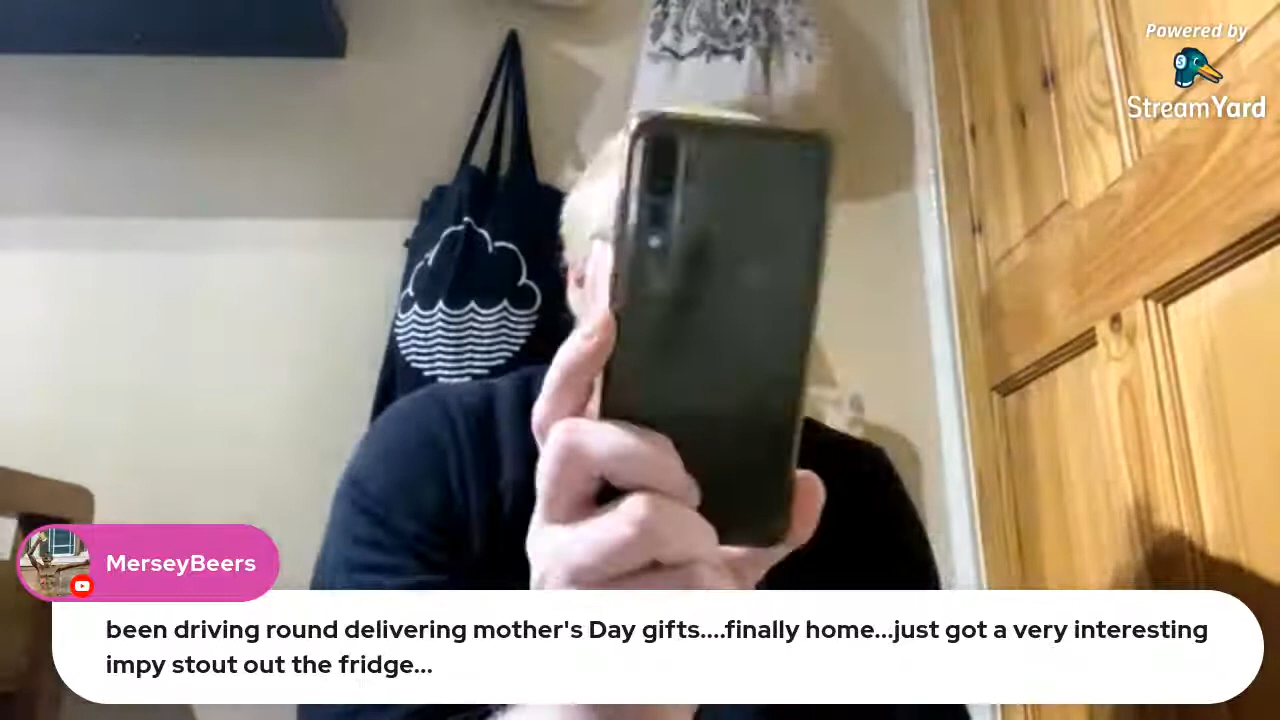 Powered by
StreamYard
MerseyBeers
been driving round delivering mother's Day gifts....finally home...just got a very interesting
impy stout out the fridge...